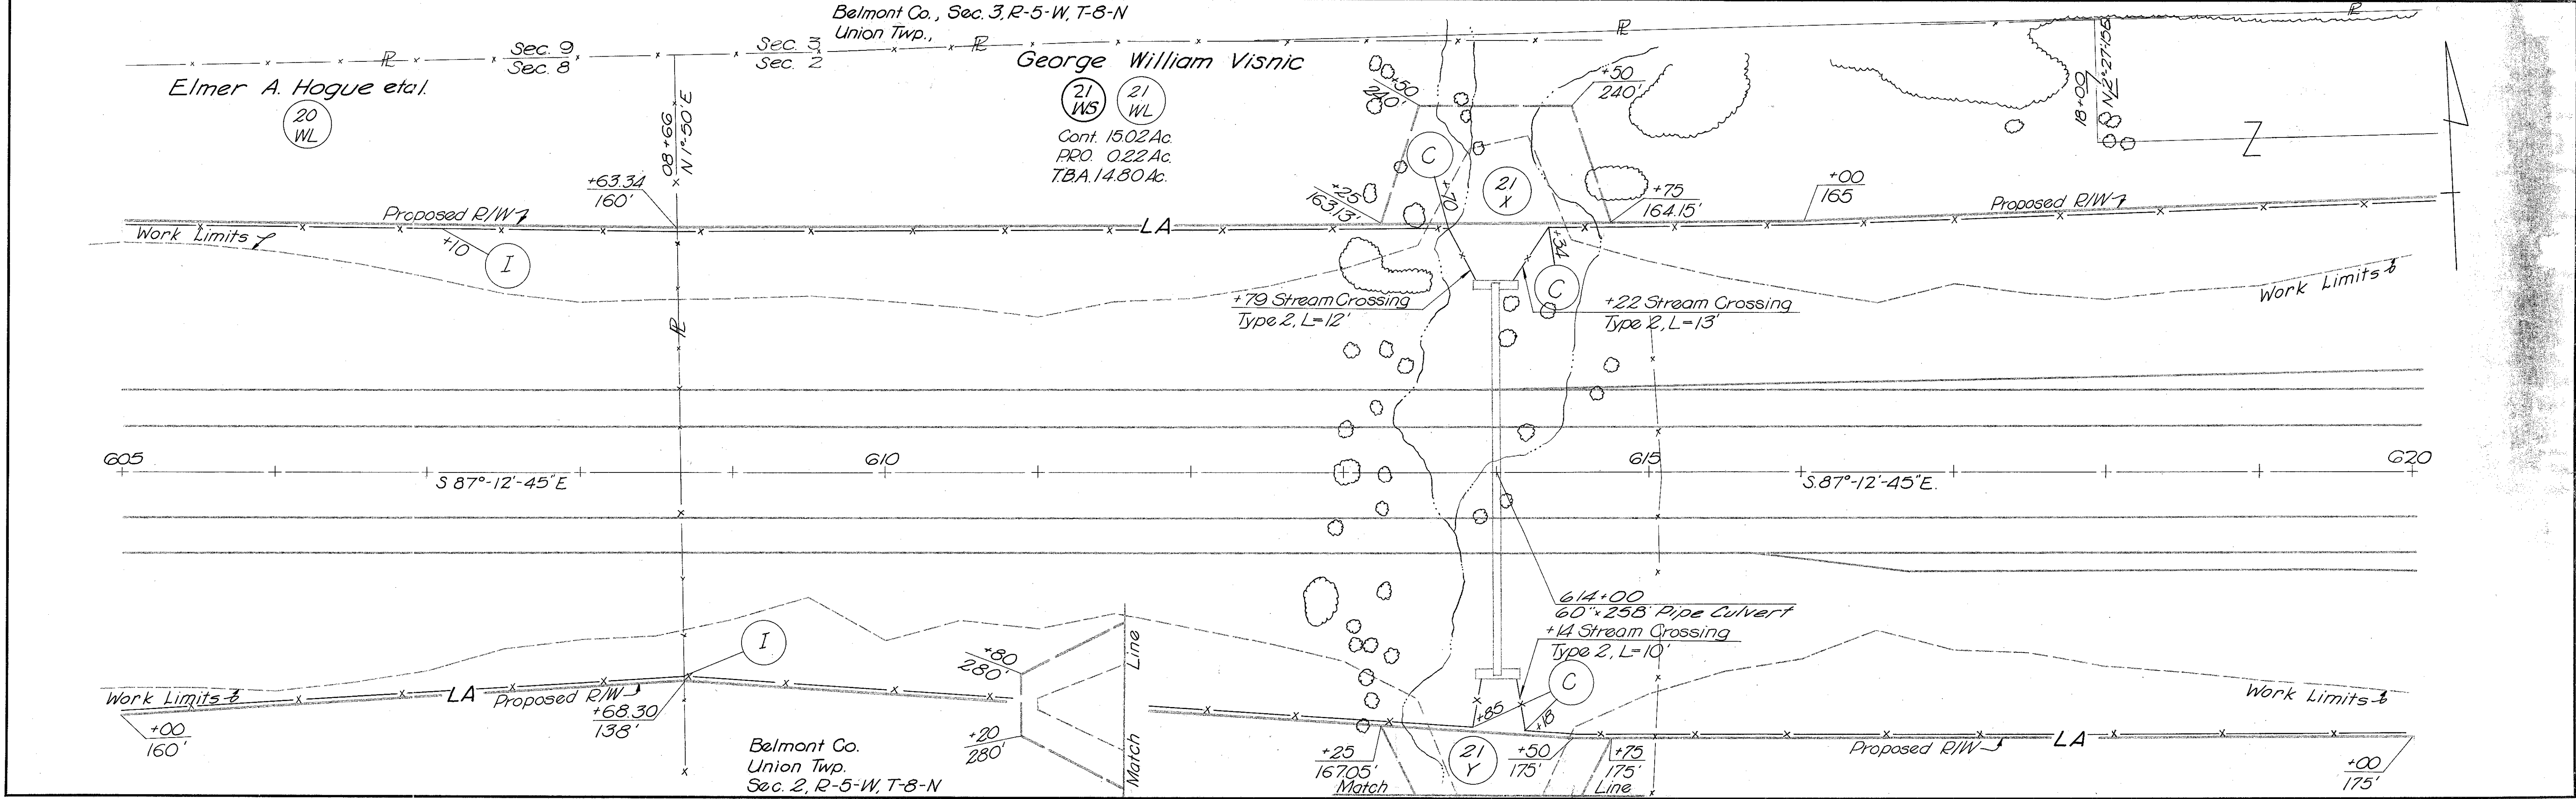 Belmont Co., Sec. 3, R-5-W, T-8-N
Union Twp.,
Sec. 9
Sec. 8
Sec. 3
Sec. 2
Elmer A. Hogue etal.
20
WL
George William Visnic
21
WS
21
WL
Cont. 15.02 Ac.
P.R.O. 0.22 Ac.
T.B.A. 14.80 Ac.
08+66
N 1°-50' E
+50
240'
+50
240'
18+00
C
21
X
+63.34
160'
+25
163.13'
+70
+75
164.15'
+00
165
Proposed R/W
Proposed R/W
Work Limits
+10
I
LA
+34
C
+79 Stream Crossing
Type 2, L=12'
+22 Stream Crossing
Type 2, L=13'
Work Limits
605
610
615
620
S 87°-12'-45" E
S. 87°-12'-45" E.
614+00
60" x 258' Pipe Culvert
+14 Stream Crossing
Type 2, L=10'
I
+80
280'
Match Line
C
Work Limits
LA
Proposed R/W
+68.30
138'
+00
160'
+20
280'
+85
+18
Work Limits
Belmont Co.
Union Twp.
Sec. 2, R-5-W, T-8-N
+25
167.05'
21
Y
+50
175'
+75
175'
Match Line
Proposed R/W
LA
+00
175'